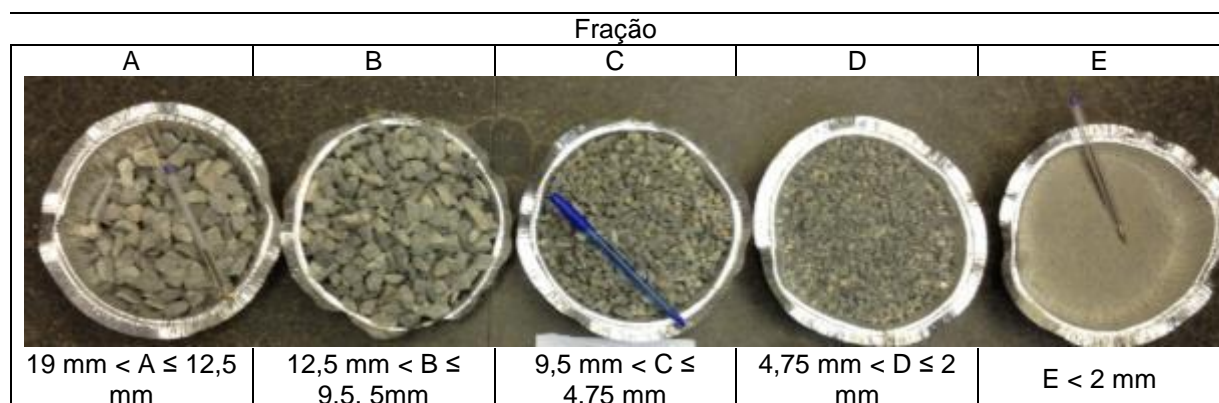 Fração
A B C D E
19 mm < A ≤ 12,5 mm
12,5 mm < B ≤ 9,5, 5mm
9,5 mm < C ≤ 4,75 mm
4,75 mm < D ≤ 2 mm
E < 2 mm